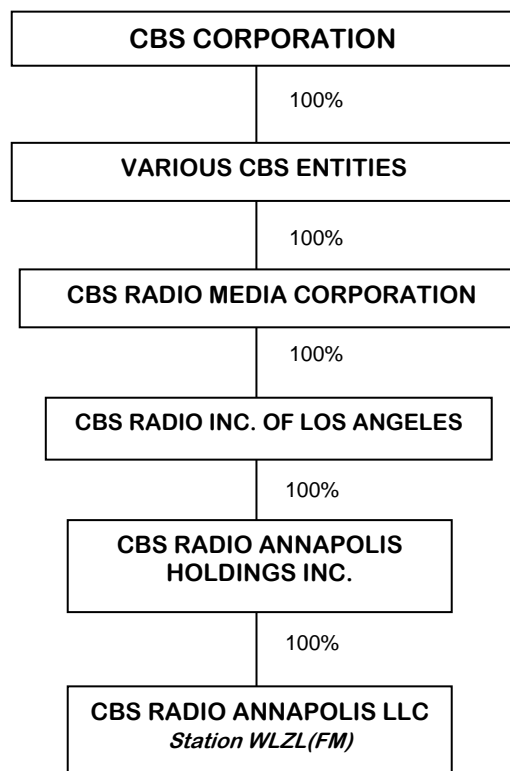 CBS CORPORATION
100%
VARIOUS CBS ENTITIES
100%
CBS RADIO MEDIA CORPORATION
100%
CBS RADIO INC. OF LOS ANGELES
100%
CBS RADIO ANNAPOLIS
HOLDINGS INC.
100%
CBS RADIO ANNAPOLIS LLC
Station WLZL(FM)